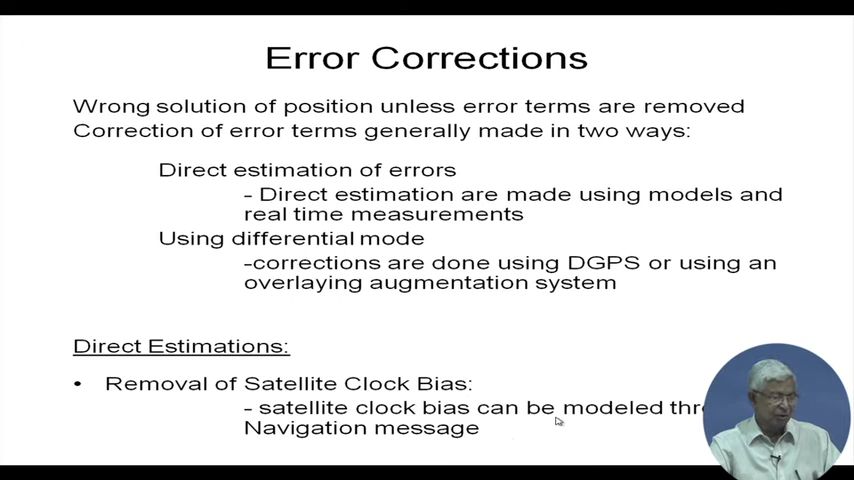 Error Corrections
Wrong solution of position unless error terms are removed
Correction of error terms generally made in two ways:
Direct estimation of errors
- Direct estimation are made using models and
real time measurements
Using differential mode
-corrections are done using DGPS or using an
overlaying augmentation system
Direct Estimations:
• Removal of Satellite Clock Bias:
- satellite clock bias can be modeled
Navigation message